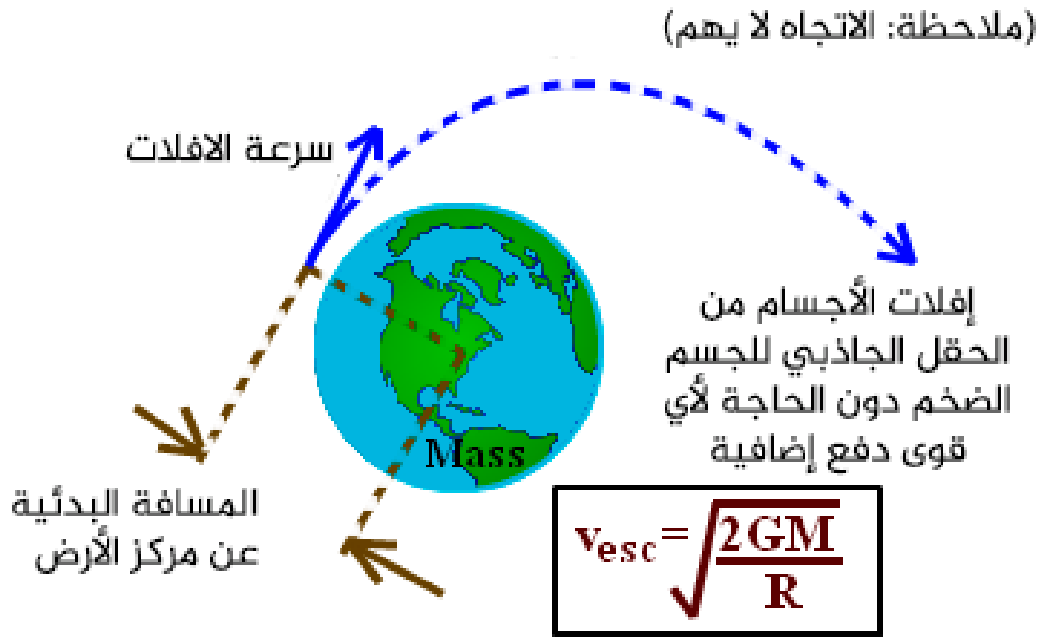 (ملاحظة: الاتجاه لا يهم)
سرعة الافلات
إفلات الأجسام من
الحقل الجاذبي للجسم
الضخم دون الحاجة لأي
قوى دفع إضافية
Mass
المسافة البدئية
عن مركز الأرض
v_esc = √(2GM/R)